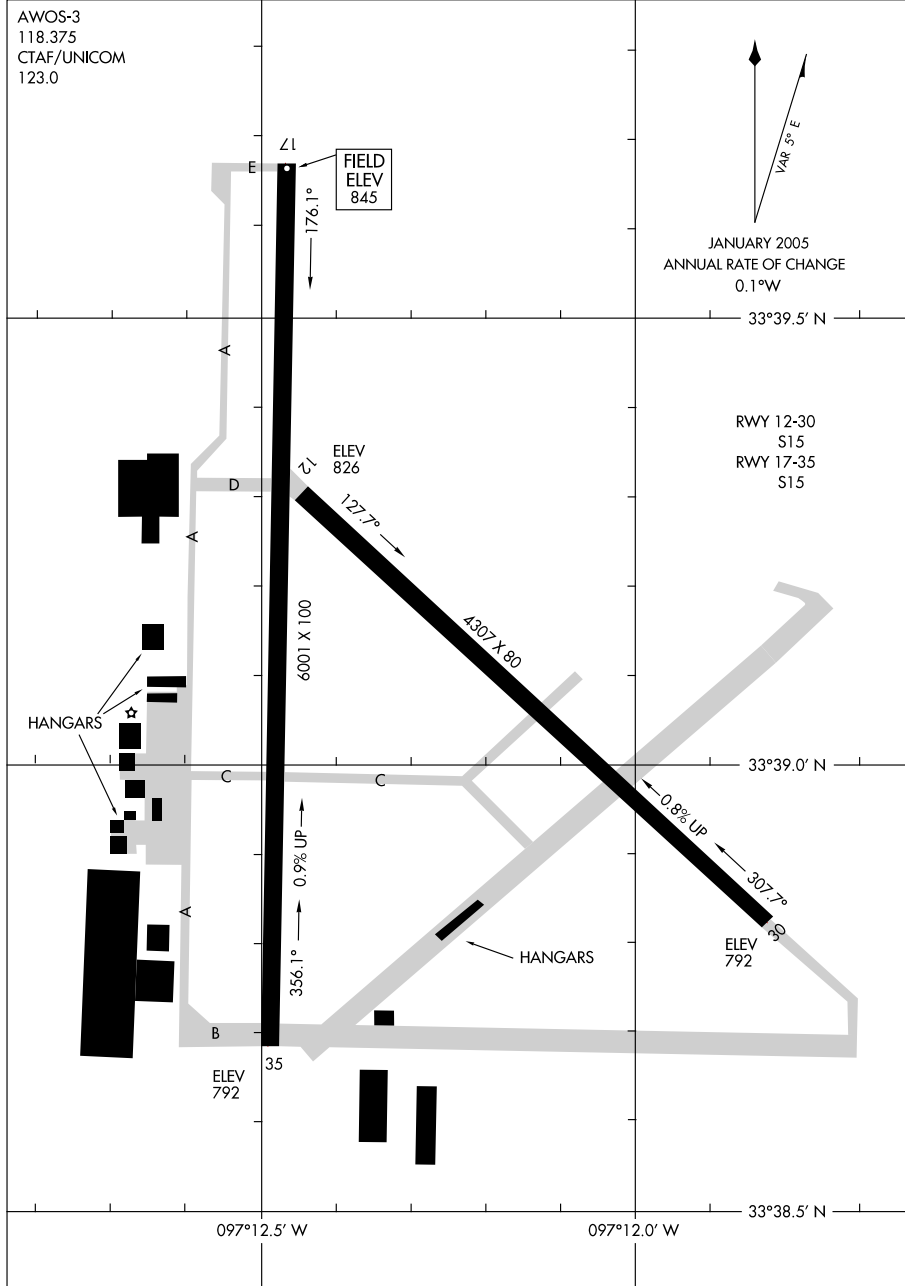 AWOS-3
118.375
CTAF/UNICOM
123.0
VAR 5° E
JANUARY 2005
ANNUAL RATE OF CHANGE
0.1°W
17
E
FIELD
ELEV
845
176.1°
33°39.5' N
A
RWY 12-30
S15
RWY 17-35
S15
ELEV
826
12
D
127.7°
A
6001 X 100
4307 X 80
HANGARS
33°39.0' N
C
C
0.9% UP
0.8% UP
356.1°
307.7°
A
30
HANGARS
ELEV
792
B
35
ELEV
792
33°38.5' N
097°12.5' W
097°12.0' W